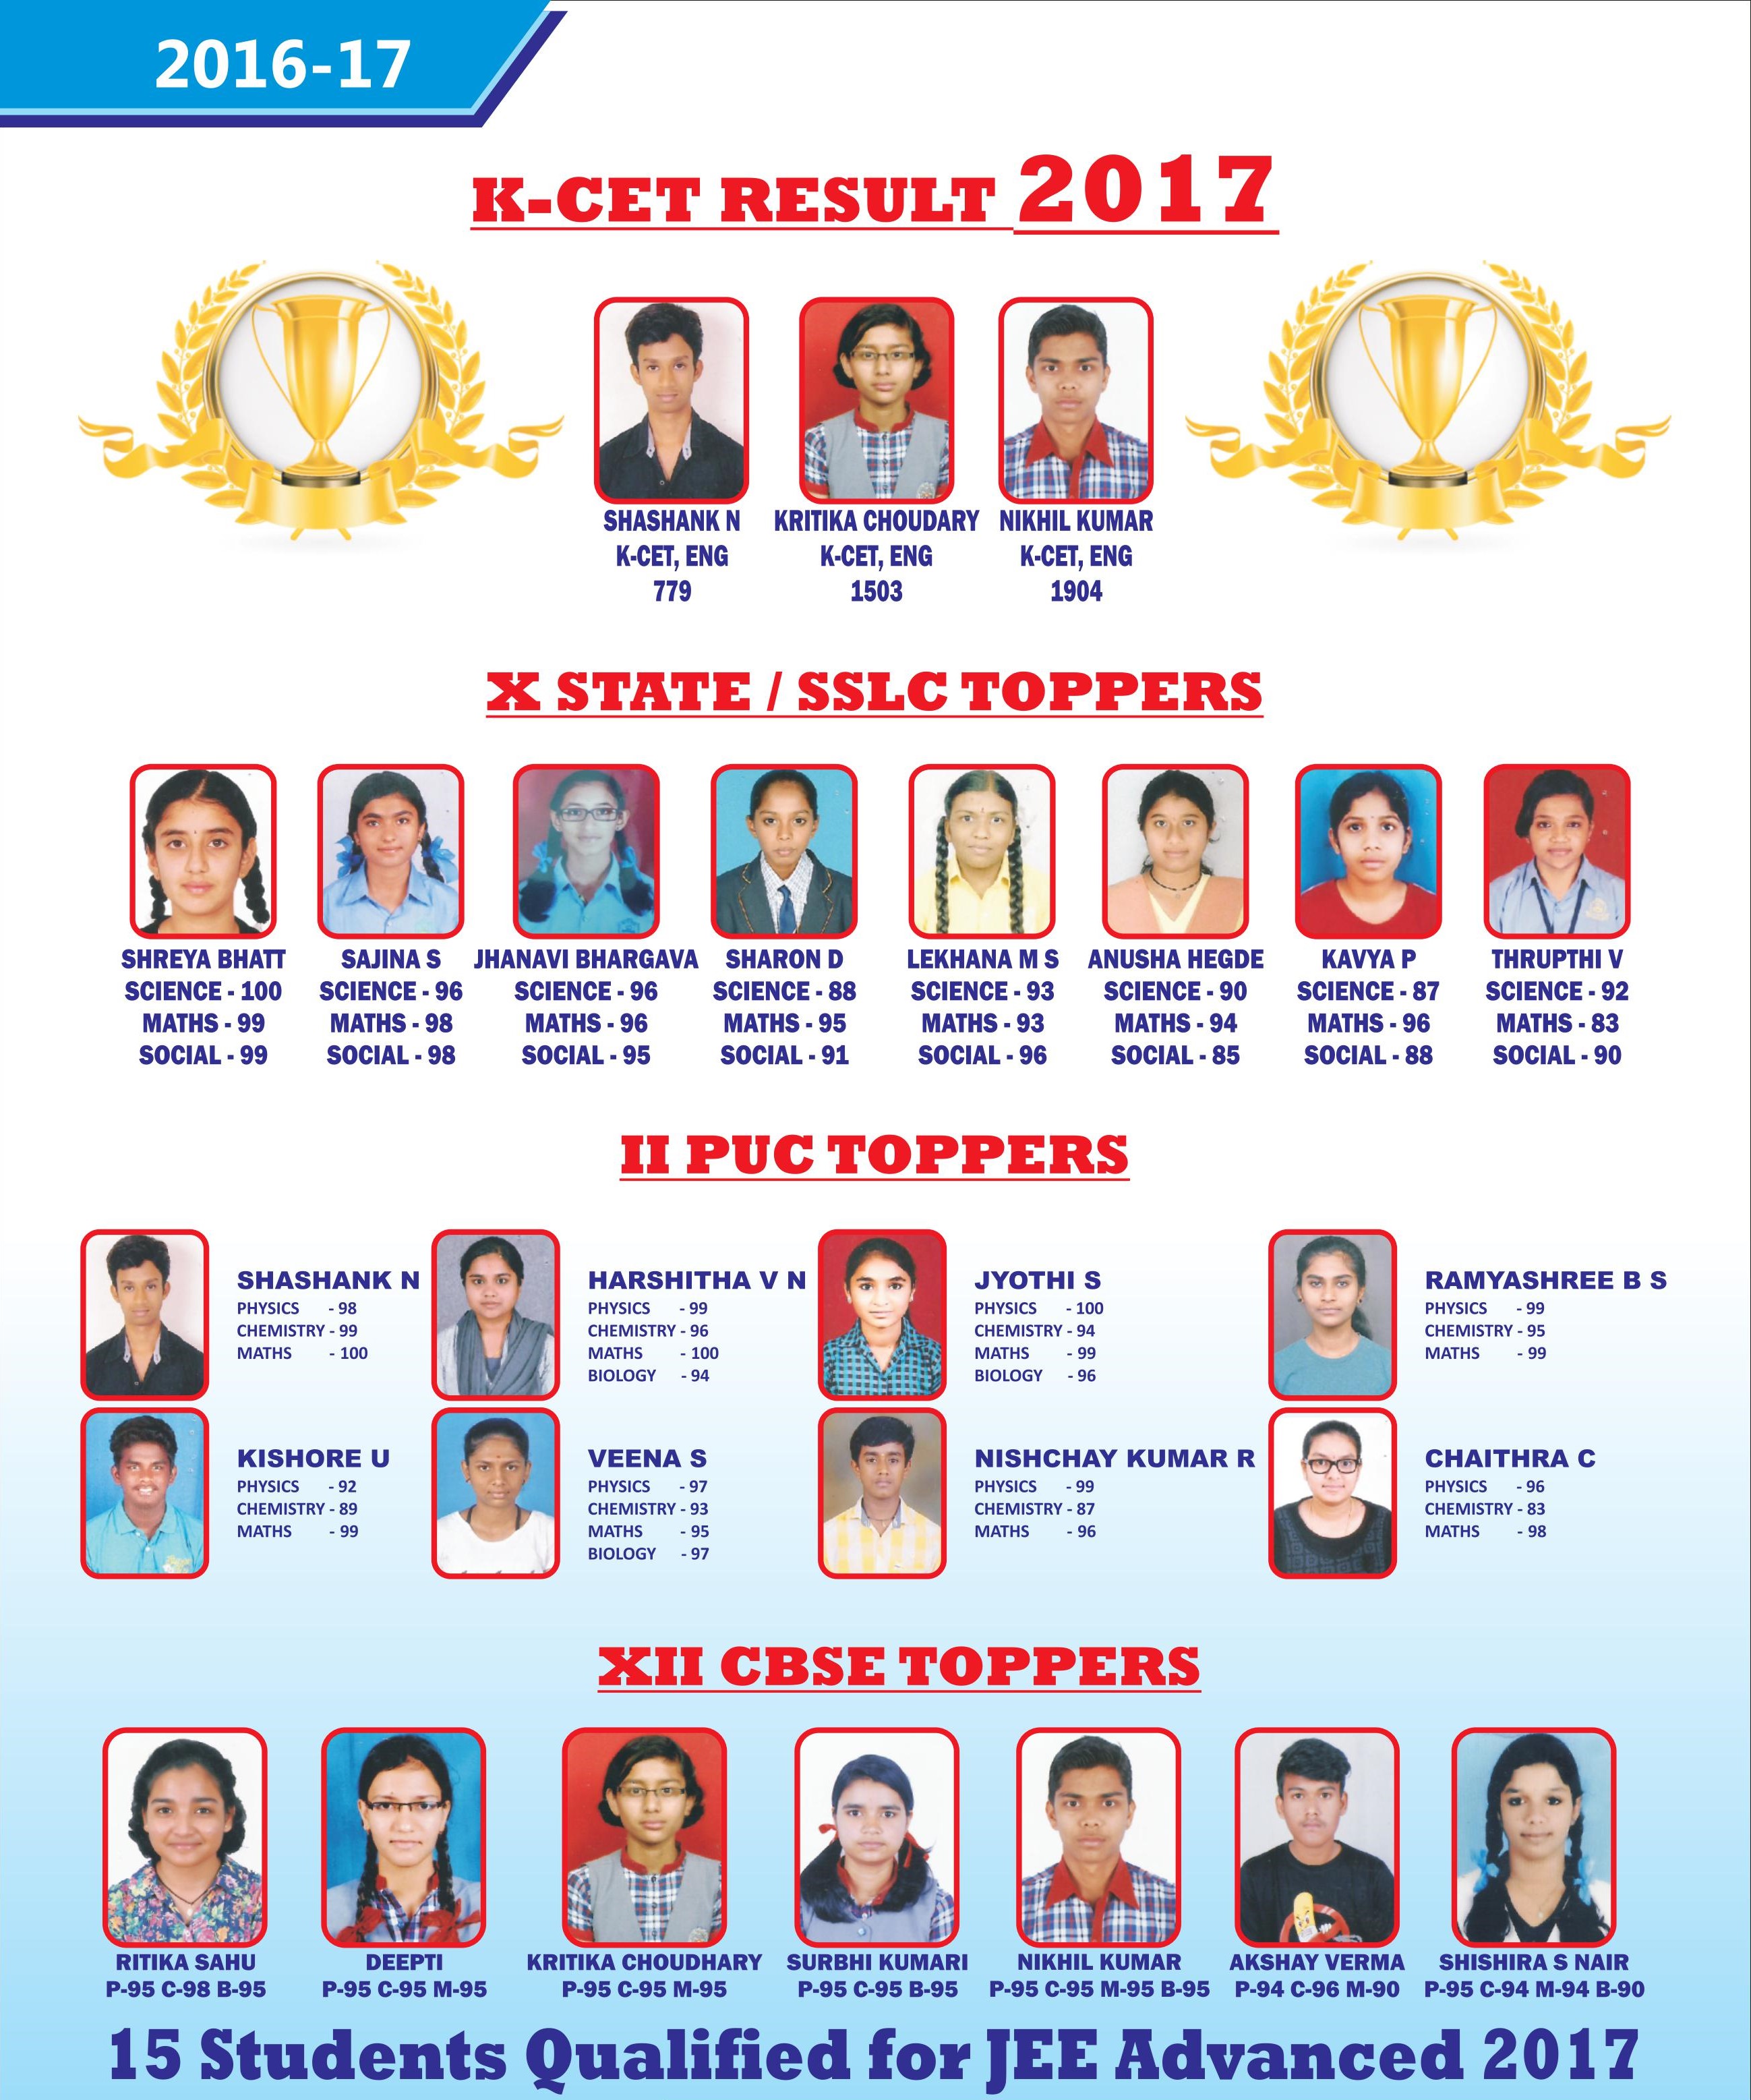 2016-17
K-CET RESULT 2017
SHASHANK N
K-CET, ENG
779
KRITIKA CHOUDARY
K-CET, ENG
1503
NIKHIL KUMAR
K-CET, ENG
1904
X STATE / SSLC TOPPERS
SHREYA BHATT
SCIENCE - 100
MATHS - 99
SOCIAL - 99
SAJINA S
SCIENCE - 96
MATHS - 98
SOCIAL - 98
JHANAVI BHARGAVA
SCIENCE - 96
MATHS - 96
SOCIAL - 95
SHARON D
SCIENCE - 88
MATHS - 95
SOCIAL - 91
LEKHANA M S
SCIENCE - 93
MATHS - 93
SOCIAL - 96
ANUSHA HEGDE
SCIENCE - 90
MATHS - 94
SOCIAL - 85
KAVYA P
SCIENCE - 87
MATHS - 96
SOCIAL - 88
THRUPTHI V
SCIENCE - 92
MATHS - 83
SOCIAL - 90
II PUC TOPPERS
SHASHANK N
PHYSICS - 98
CHEMISTRY - 99
MATHS - 100
HARSHITHA V N
PHYSICS - 99
CHEMISTRY - 96
MATHS - 100
BIOLOGY - 94
JYOTHI S
PHYSICS - 100
CHEMISTRY - 94
MATHS - 99
BIOLOGY - 96
RAMYASHREE B S
PHYSICS - 99
CHEMISTRY - 95
MATHS - 99
KISHORE U
PHYSICS - 92
CHEMISTRY - 89
MATHS - 99
VEENA S
PHYSICS - 97
CHEMISTRY - 93
MATHS - 95
BIOLOGY - 97
NISHCHAY KUMAR R
PHYSICS - 99
CHEMISTRY - 87
MATHS - 96
CHAITHRA C
PHYSICS - 96
CHEMISTRY - 83
MATHS - 98
XII CBSE TOPPERS
RITIKA SAHU
P-95 C-98 B-95
DEEPTI
P-95 C-95 M-95
KRITIKA CHOUDHARY
P-95 C-95 M-95
SURBHI KUMARI
P-95 C-95 B-95
NIKHIL KUMAR
P-95 C-95 M-95 B-95
AKSHAY VERMA
P-94 C-96 M-90
SHISHIRA S NAIR
P-95 C-94 M-94 B-90
15 Students Qualified for JEE Advanced 2017